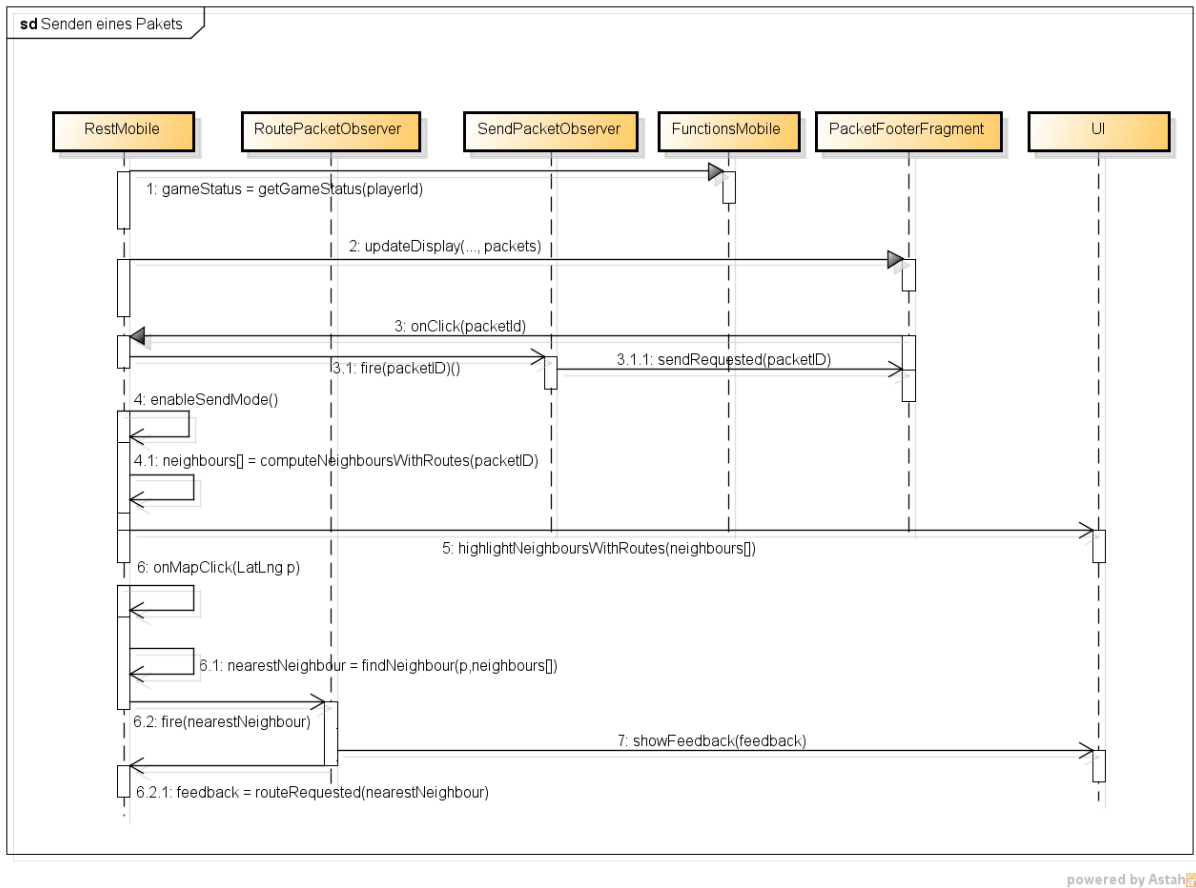 sd Senden eines Pakets
RestMobile
RoutePacketObserver
SendPacketObserver
FunctionsMobile
PacketFooterFragment
UI
1: gameStatus = getGameStatus(playerId)
2: updateDisplay(..., packets)
3: onClick(packetId)
3.1: fire(packetID)()
3.1.1: sendRequested(packetID)
4: enableSendMode()
4.1: neighbours[] = computeNeighboursWithRoutes(packetID)
5: highlightNeighboursWithRoutes(neighbours[])
6: onMapClick(LatLng p)
6.1: nearestNeighbour = findNeighbour(p,neighbours[])
6.2: fire(nearestNeighbour)
7: showFeedback(feedback)
6.2.1: feedback = routeRequested(nearestNeighbour)
powered by Astah